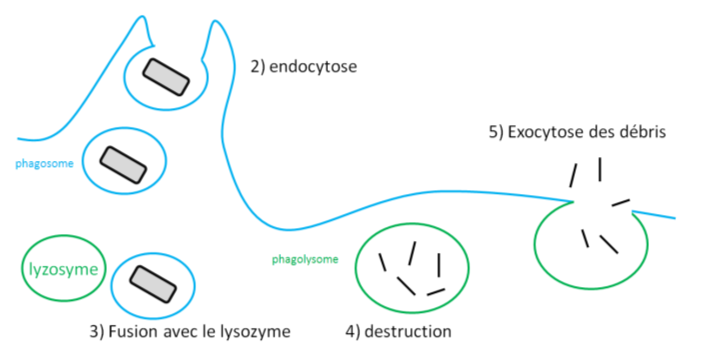 2) endocytose
5) Exocytose des débris
phagosome
phagolysome
lyzosyme
3) Fusion avec le lysozyme
4) destruction